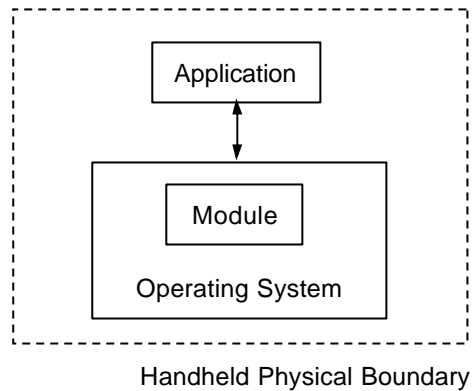 Application
Module
Operating System
Handheld Physical Boundary